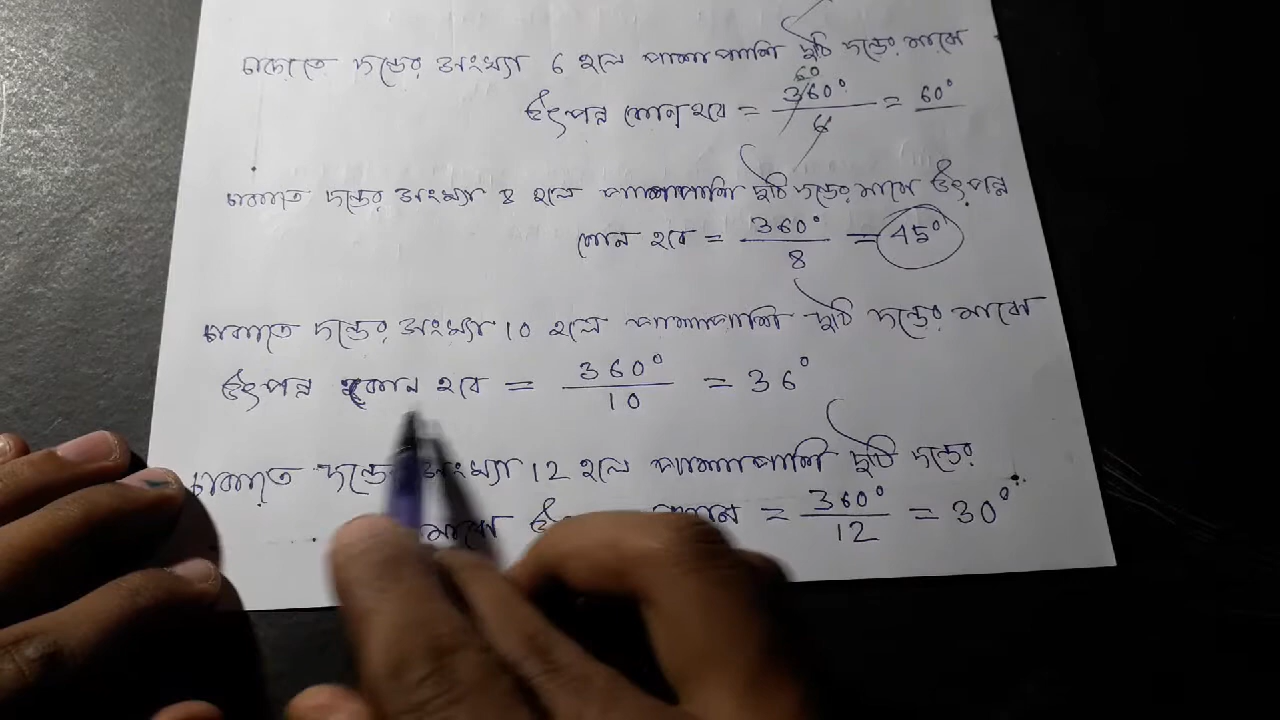 চাকাতে দন্ডের সংখ্যা 6 হলে পাশাপাশি দুটি দন্ডের মাঝে
উৎপন্ন কোন হবে = 360° / 6 = 60°
60
চাকাতে দন্ডের সংখ্যা 8 হলে পাশাপাশি দুটি দন্ডের মাঝে উৎপন্ন
কোন হবে = 360° / 8 = 45°
চাকাতে দন্ডের সংখ্যা 10 হলে পাশাপাশি দুটি দন্ডের মাঝে
উৎপন্ন কোন হবে = 360° / 10 = 36°
চাকাতে দন্ডের সংখ্যা 12 হলে পাশাপাশি দুটি দন্ডের
মাঝে কোন = 360° / 12 = 30°